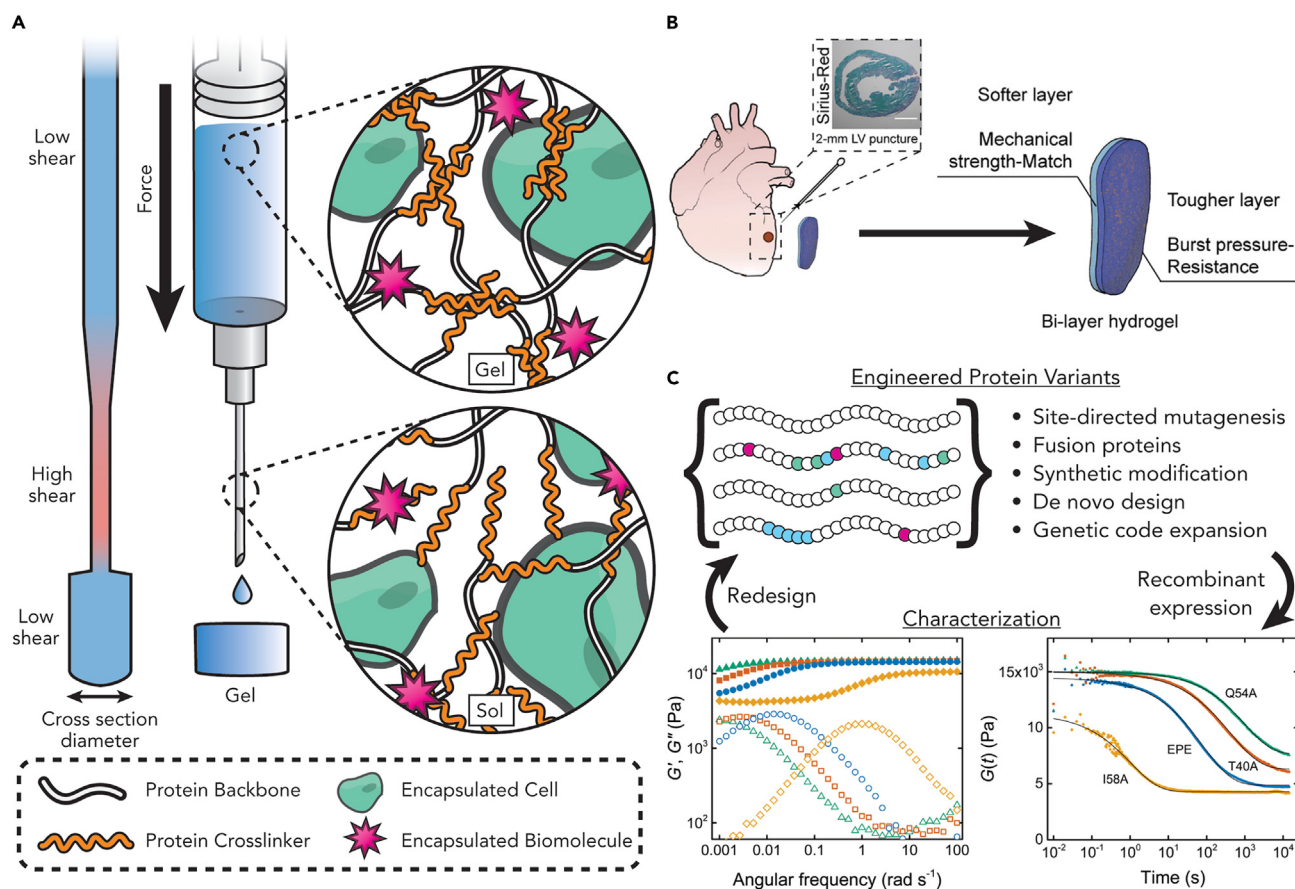 A
Low
shear
Force
High
shear
Low
shear
Cross section
diameter
Gel
Gel
Sol
Protein Backbone
Encapsulated Cell
Protein Crosslinker
Encapsulated Biomolecule
B
Sirius-Red
2-mm LV puncture
Softer layer
Mechanical
strength-Match
Tougher layer
Burst pressure-
Resistance
Bi-layer hydrogel
C
Engineered Protein Variants
• Site-directed mutagenesis
• Fusion proteins
• Synthetic modification
• De novo design
• Genetic code expansion
Redesign
Recombinant
expression
Characterization
G′, G″ (Pa)
10⁴
10³
10²
0.001 0.01 0.1 1 10 100
Angular frequency (rad s⁻¹)
G(t) (Pa)
15x10³
10
5
0
Q54A
EPE
T40A
I58A
10⁻² 10⁰ 10² 10⁴
Time (s)